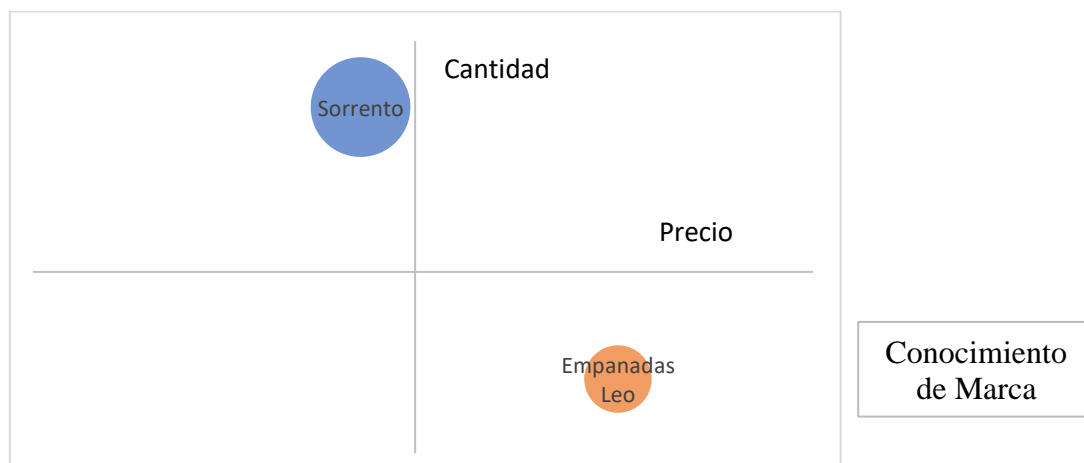 Cantidad
Sorrento
Precio
Empanadas
Leo
Conocimiento
de Marca